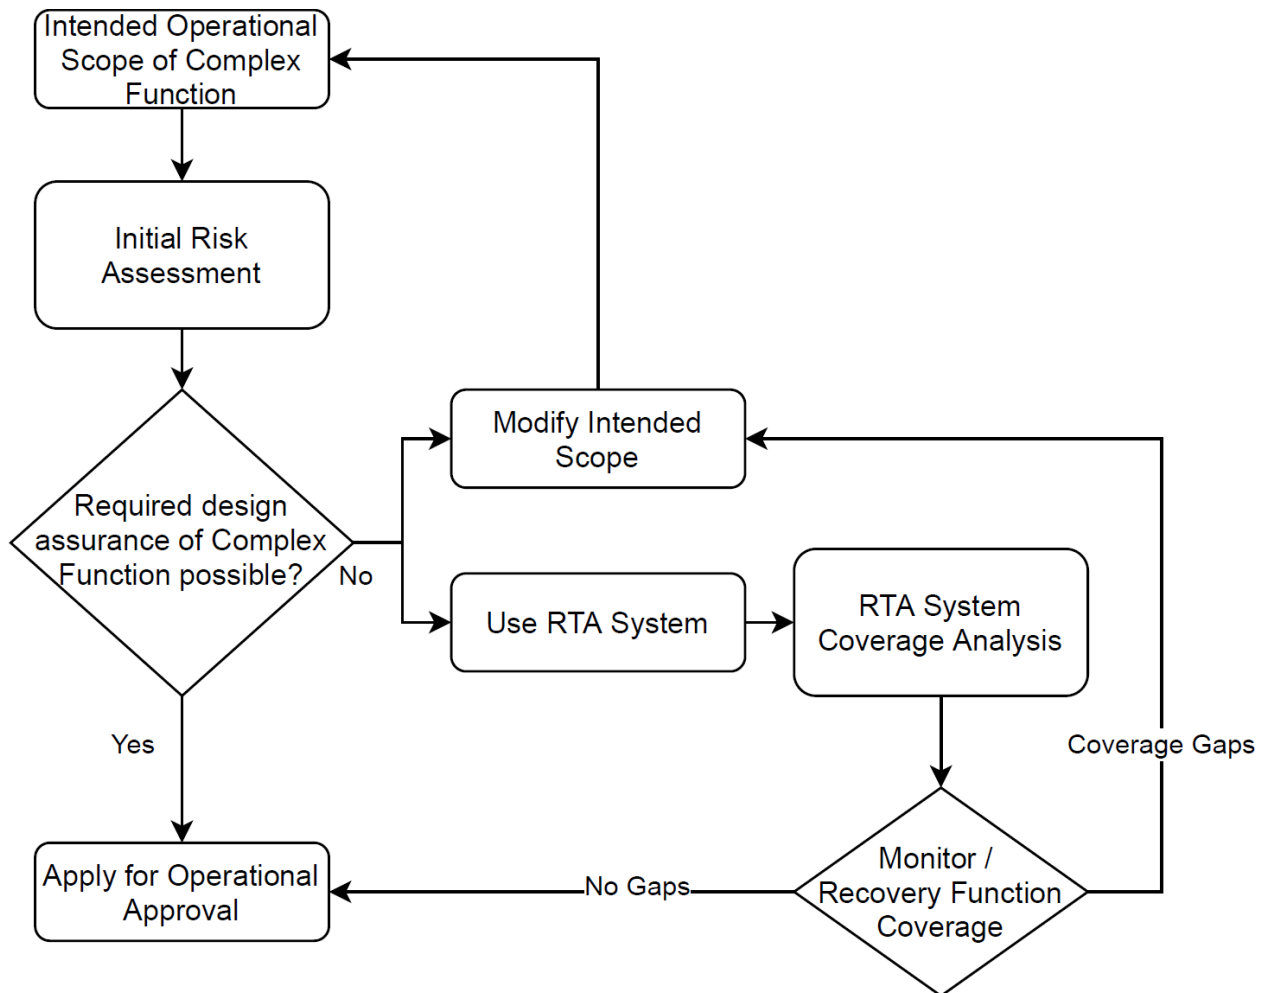 Intended Operational
Scope of Complex
Function
Initial Risk
Assessment
Required design
assurance of Complex
Function possible?
No
Yes
Modify Intended
Scope
Use RTA System
RTA System
Coverage Analysis
Coverage Gaps
Monitor /
Recovery Function
Coverage
No Gaps
Apply for Operational
Approval